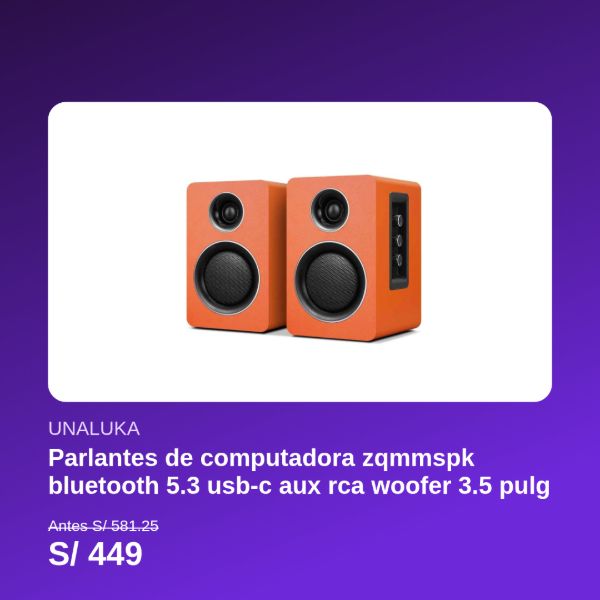 UNALUKA
Parlantes de computadora zqmmspk
bluetooth 5.3 usb-c aux rca woofer 3.5 pulg
Antes S/ 581.25
S/ 449